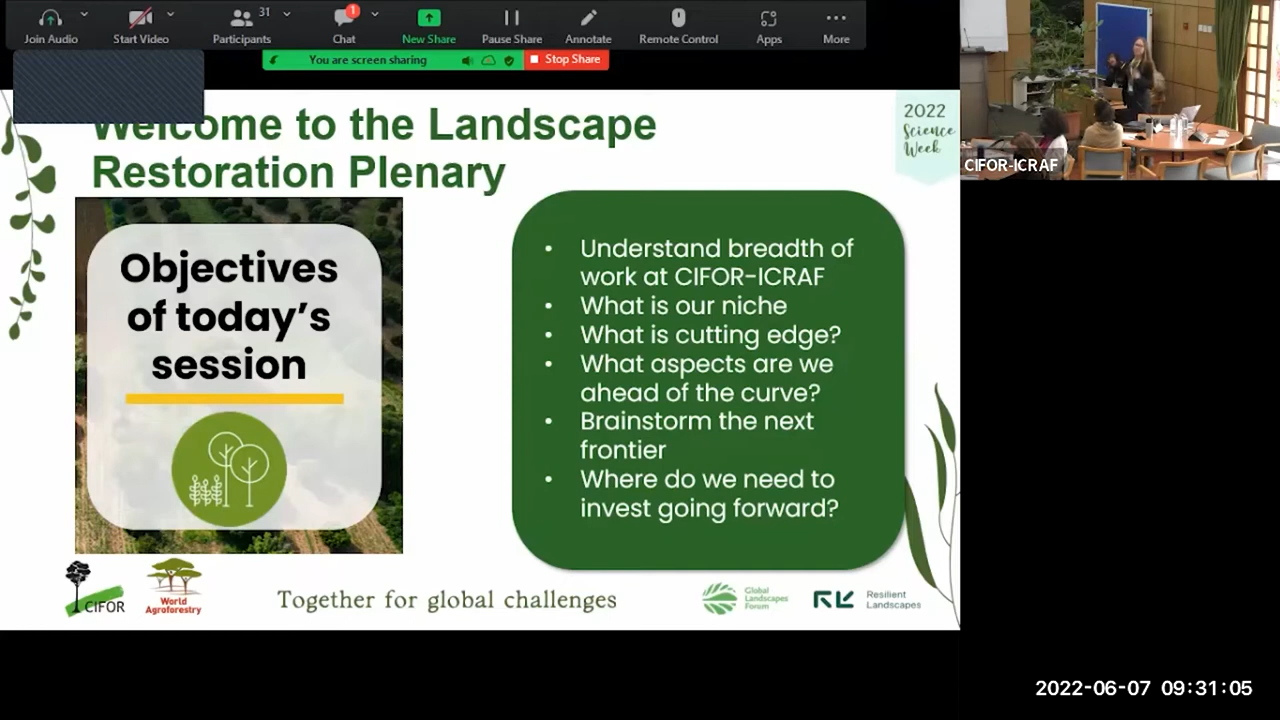 31
1
Join Audio
Start Video
Participants
Chat
New Share
Pause Share
Annotate
Remote Control
Apps
More
You are screen sharing
Stop Share
Welcome to the Landscape
Restoration Plenary
2022
Science
Week
CIFOR-ICRAF
Objectives
of today's
session
• Understand breadth of
work at CIFOR-ICRAF
• What is our niche
• What is cutting edge?
• What aspects are we
ahead of the curve?
• Brainstorm the next
frontier
• Where do we need to
invest going forward?
CIFOR
World
Agroforestry
Together for global challenges
Global
Landscapes
Forum
Resilient
Landscapes
2022-06-07 09:31:05